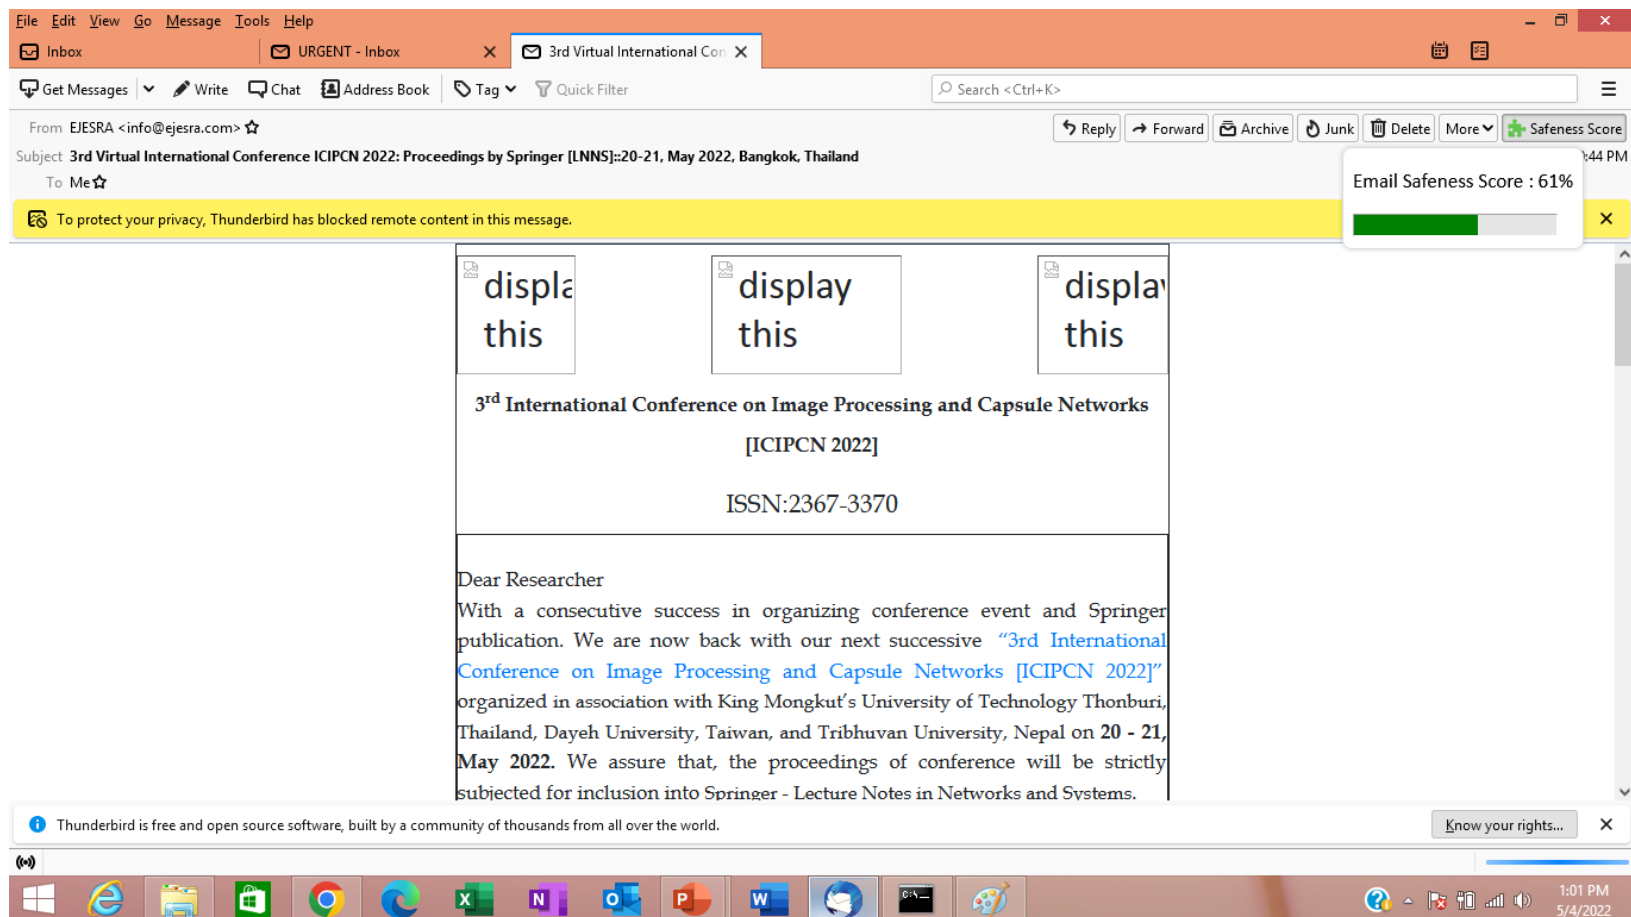 File Edit View Go Message Tools Help
Inbox URGENT - Inbox 3rd Virtual International Con
Get Messages Write Chat Address Book Tag Quick Filter Search <Ctrl+K>
From EJESRA <info@ejesra.com> Reply Forward Archive Junk Delete More Safeness Score
Subject 3rd Virtual International Conference ICIPCN 2022: Proceedings by Springer [LNNS]::20-21, May 2022, Bangkok, Thailand :44 PM
To Me
Email Safeness Score : 61%
To protect your privacy, Thunderbird has blocked remote content in this message.
display display display
this this this
3rd International Conference on Image Processing and Capsule Networks
[ICIPCN 2022]
ISSN:2367-3370
Dear Researcher
With a consecutive success in organizing conference event and Springer
publication. We are now back with our next successive “3rd International
Conference on Image Processing and Capsule Networks [ICIPCN 2022]”
organized in association with King Mongkut’s University of Technology Thonburi,
Thailand, Dayeh University, Taiwan, and Tribhuvan University, Nepal on 20 - 21,
May 2022. We assure that, the proceedings of conference will be strictly
subjected for inclusion into Springer - Lecture Notes in Networks and Systems.
Thunderbird is free and open source software, built by a community of thousands from all over the world. Know your rights...
1:01 PM
5/4/2022